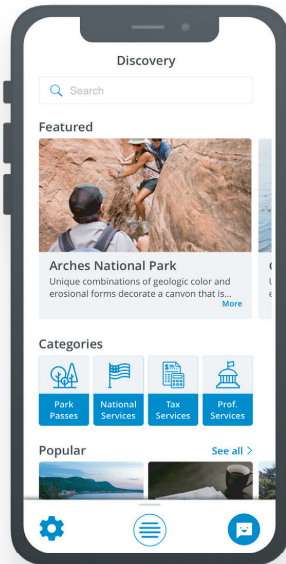 Discovery
Search
Featured
Arches National Park
Unique combinations of geologic color and
erosional forms decorate a canvon that is...
More
Categories
Park
Passes
National
Services
Tax
Services
Prof.
Services
Popular
See all >